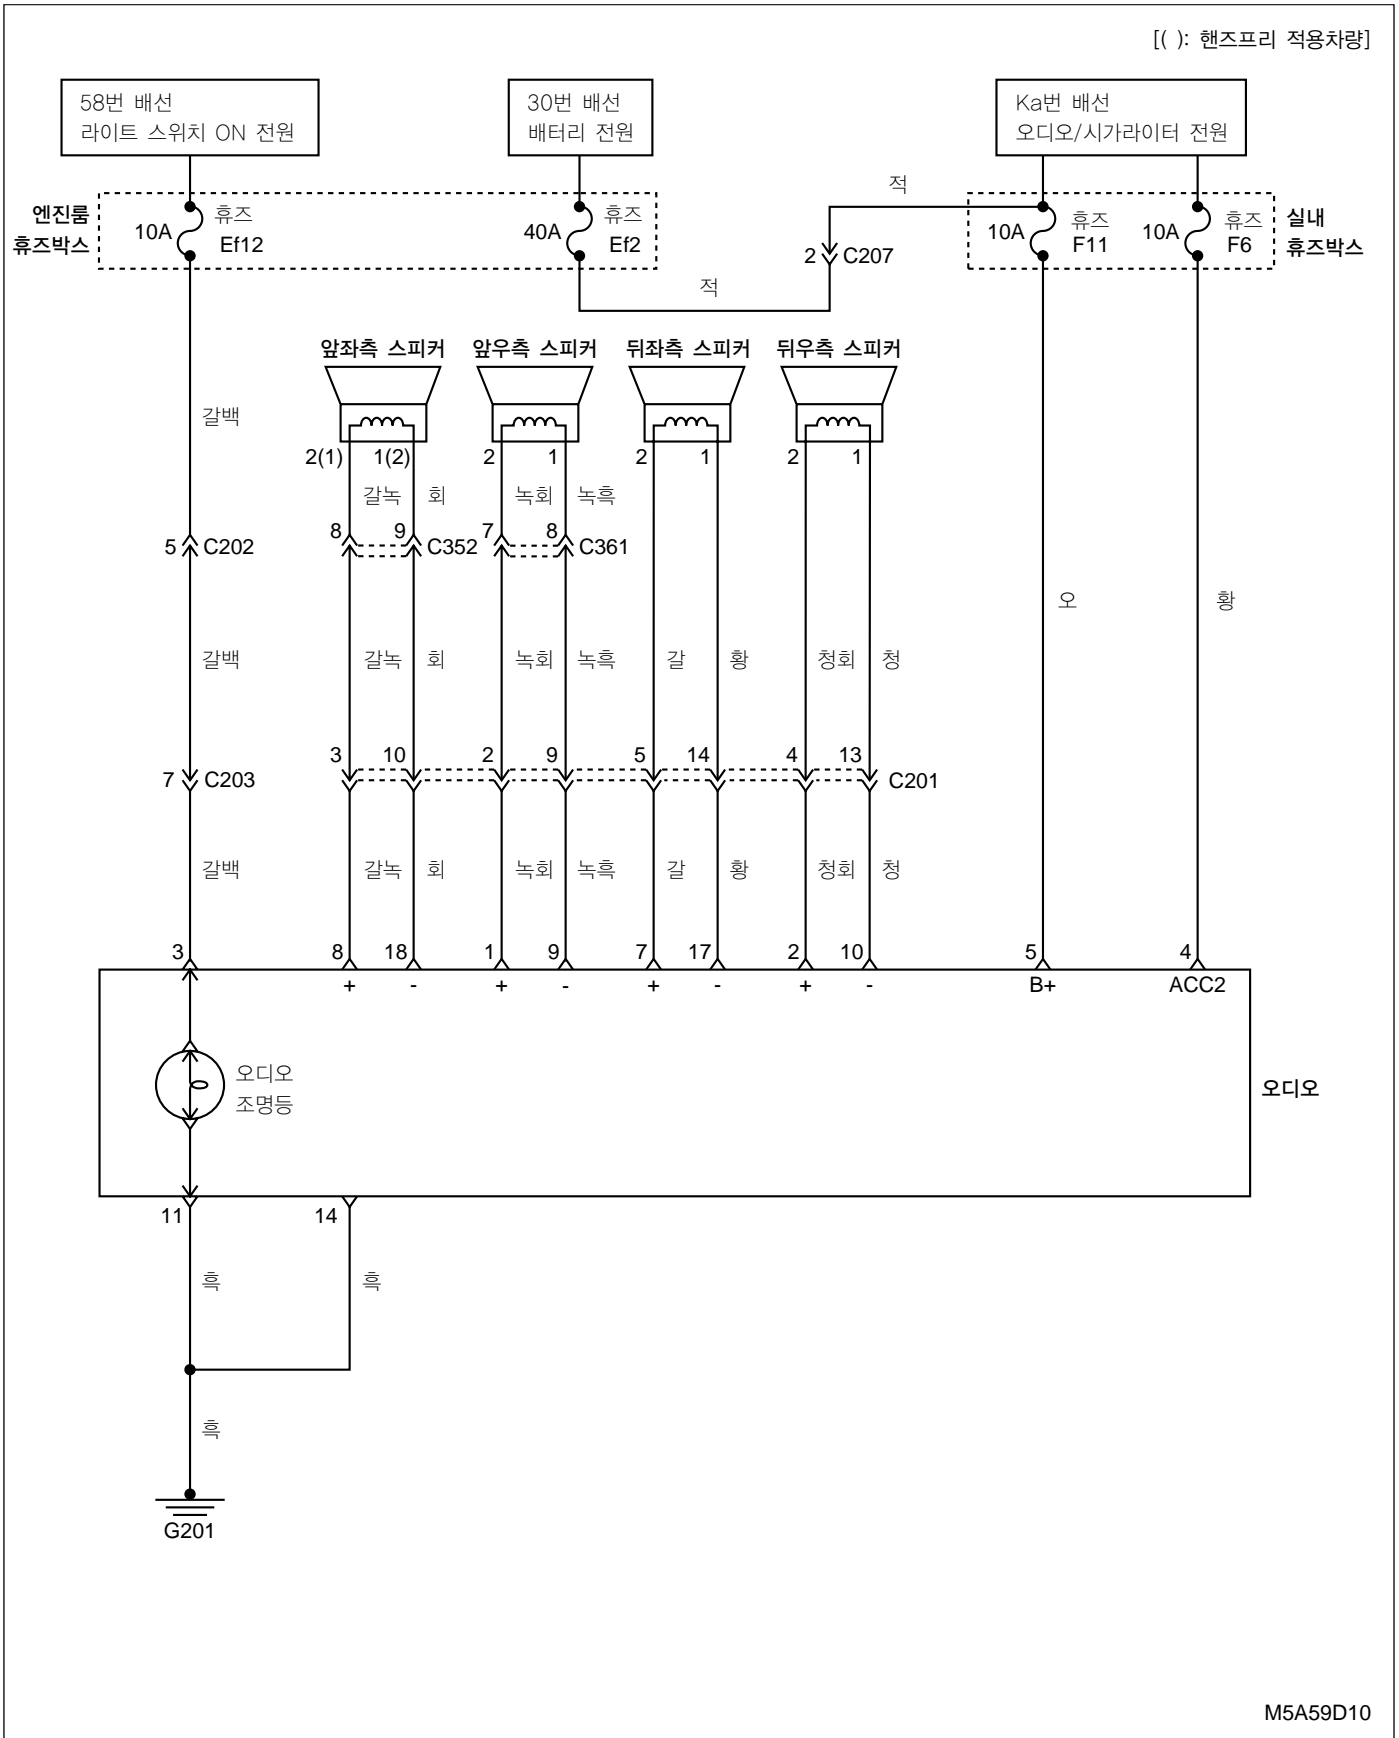 [( ): 핸즈프리 적용차량]
58번 배선
라이트 스위치 ON 전원
30번 배선
배터리 전원
Ka번 배선
오디오/시가라이터 전원
적
엔진룸
휴즈박스
10A
휴즈
Ef12
40A
휴즈
Ef2
2
C207
10A
휴즈
F11
10A
휴즈
F6
실내
휴즈박스
적
앞좌측 스피커
앞우측 스피커
뒤좌측 스피커
뒤우측 스피커
갈백
2(1) 1(2) 2 1 2 1 2 1
갈녹 회 녹회 녹흑
5 C202
8 9 C352
7 8 C361
오 황
갈백 갈녹 회 녹회 녹흑 갈 황 청회 청
7 C203
3 10 2 9 5 14 4 13 C201
갈백 갈녹 회 녹회 녹흑 갈 황 청회 청
3 8 18 1 9 7 17 2 10 5 4
+ - + - + - + - B+ ACC2
오디오
조명등
오디오
11 14
흑 흑
흑
G201
M5A59D10